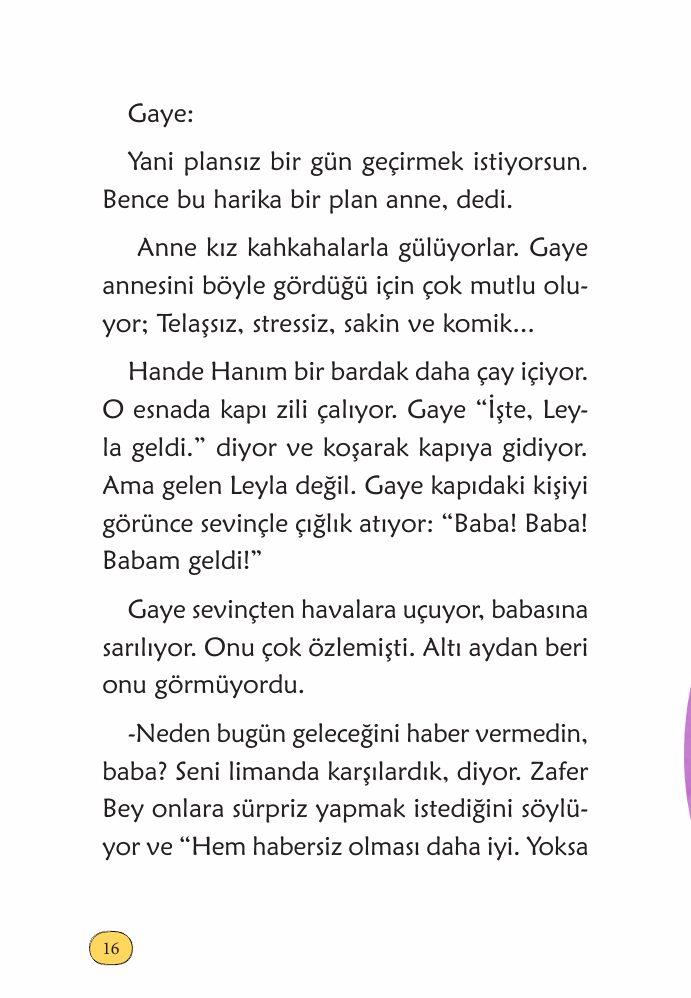 Gaye:
Yani plansız bir gün geçirmek istiyorsun.
Bence bu harika bir plan anne, dedi.
Anne kız kahkahalarla gülüyorlar. Gaye
annesini böyle gördüğü için çok mutlu olu-
yor; Telaşsız, stressiz, sakin ve komik...
Hande Hanım bir bardak daha çay içiyor.
O esnada kapı zili çalıyor. Gaye “İşte, Ley-
la geldi.” diyor ve koşarak kapıya gidiyor.
Ama gelen Leyla değil. Gaye kapıdaki kişiyi
görünce sevinçle çığlık atıyor: “Baba! Baba!
Babam geldi!”
Gaye sevinçten havalara uçuyor, babasına
sarılıyor. Onu çok özlemişti. Altı aydan beri
onu görmüyordu.
-Neden bugün geleceğini haber vermedin,
baba? Seni limanda karşılardık, diyor. Zafer
Bey onlara sürpriz yapmak istediğini söylü-
yor ve “Hem habersiz olması daha iyi. Yoksa
16